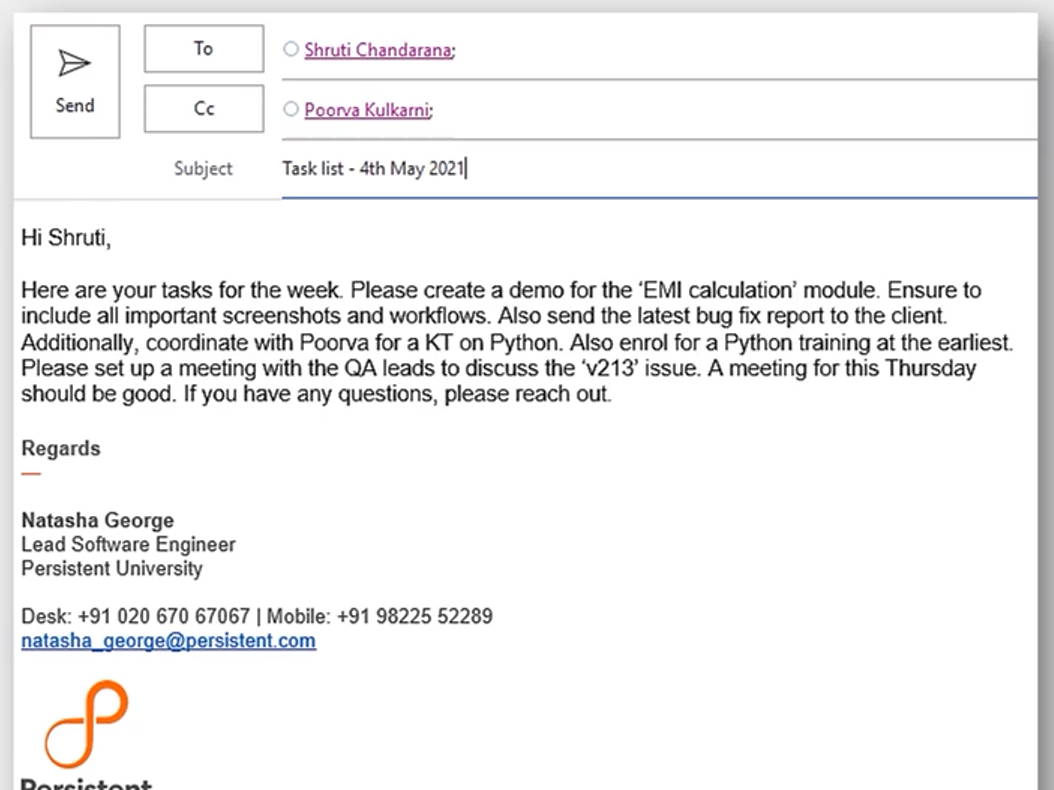 To
Shruti Chandarana;
Send
Cc
Poorva Kulkarni;
Subject
Task list - 4th May 2021
Hi Shruti,
Here are your tasks for the week. Please create a demo for the ‘EMI calculation’ module. Ensure to
include all important screenshots and workflows. Also send the latest bug fix report to the client.
Additionally, coordinate with Poorva for a KT on Python. Also enrol for a Python training at the earliest.
Please set up a meeting with the QA leads to discuss the ‘v213’ issue. A meeting for this Thursday
should be good. If you have any questions, please reach out.
Regards
Natasha George
Lead Software Engineer
Persistent University
Desk: +91 020 670 67067 | Mobile: +91 98225 52289
natasha_george@persistent.com
Persistent